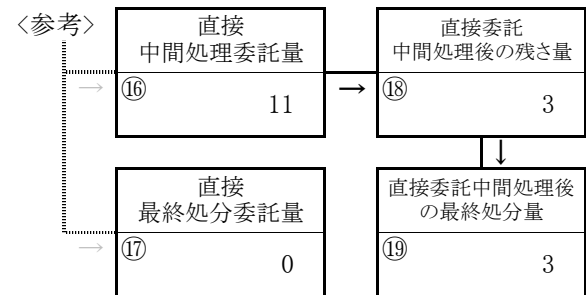 〈参考〉
直接
中間処理委託量
⑯
11
→
→
直接委託
中間処理後の残さ量
⑱
3
↓
直接
最終処分委託量
⑰
0
→
直接委託中間処理後
の最終処分量
⑲
3